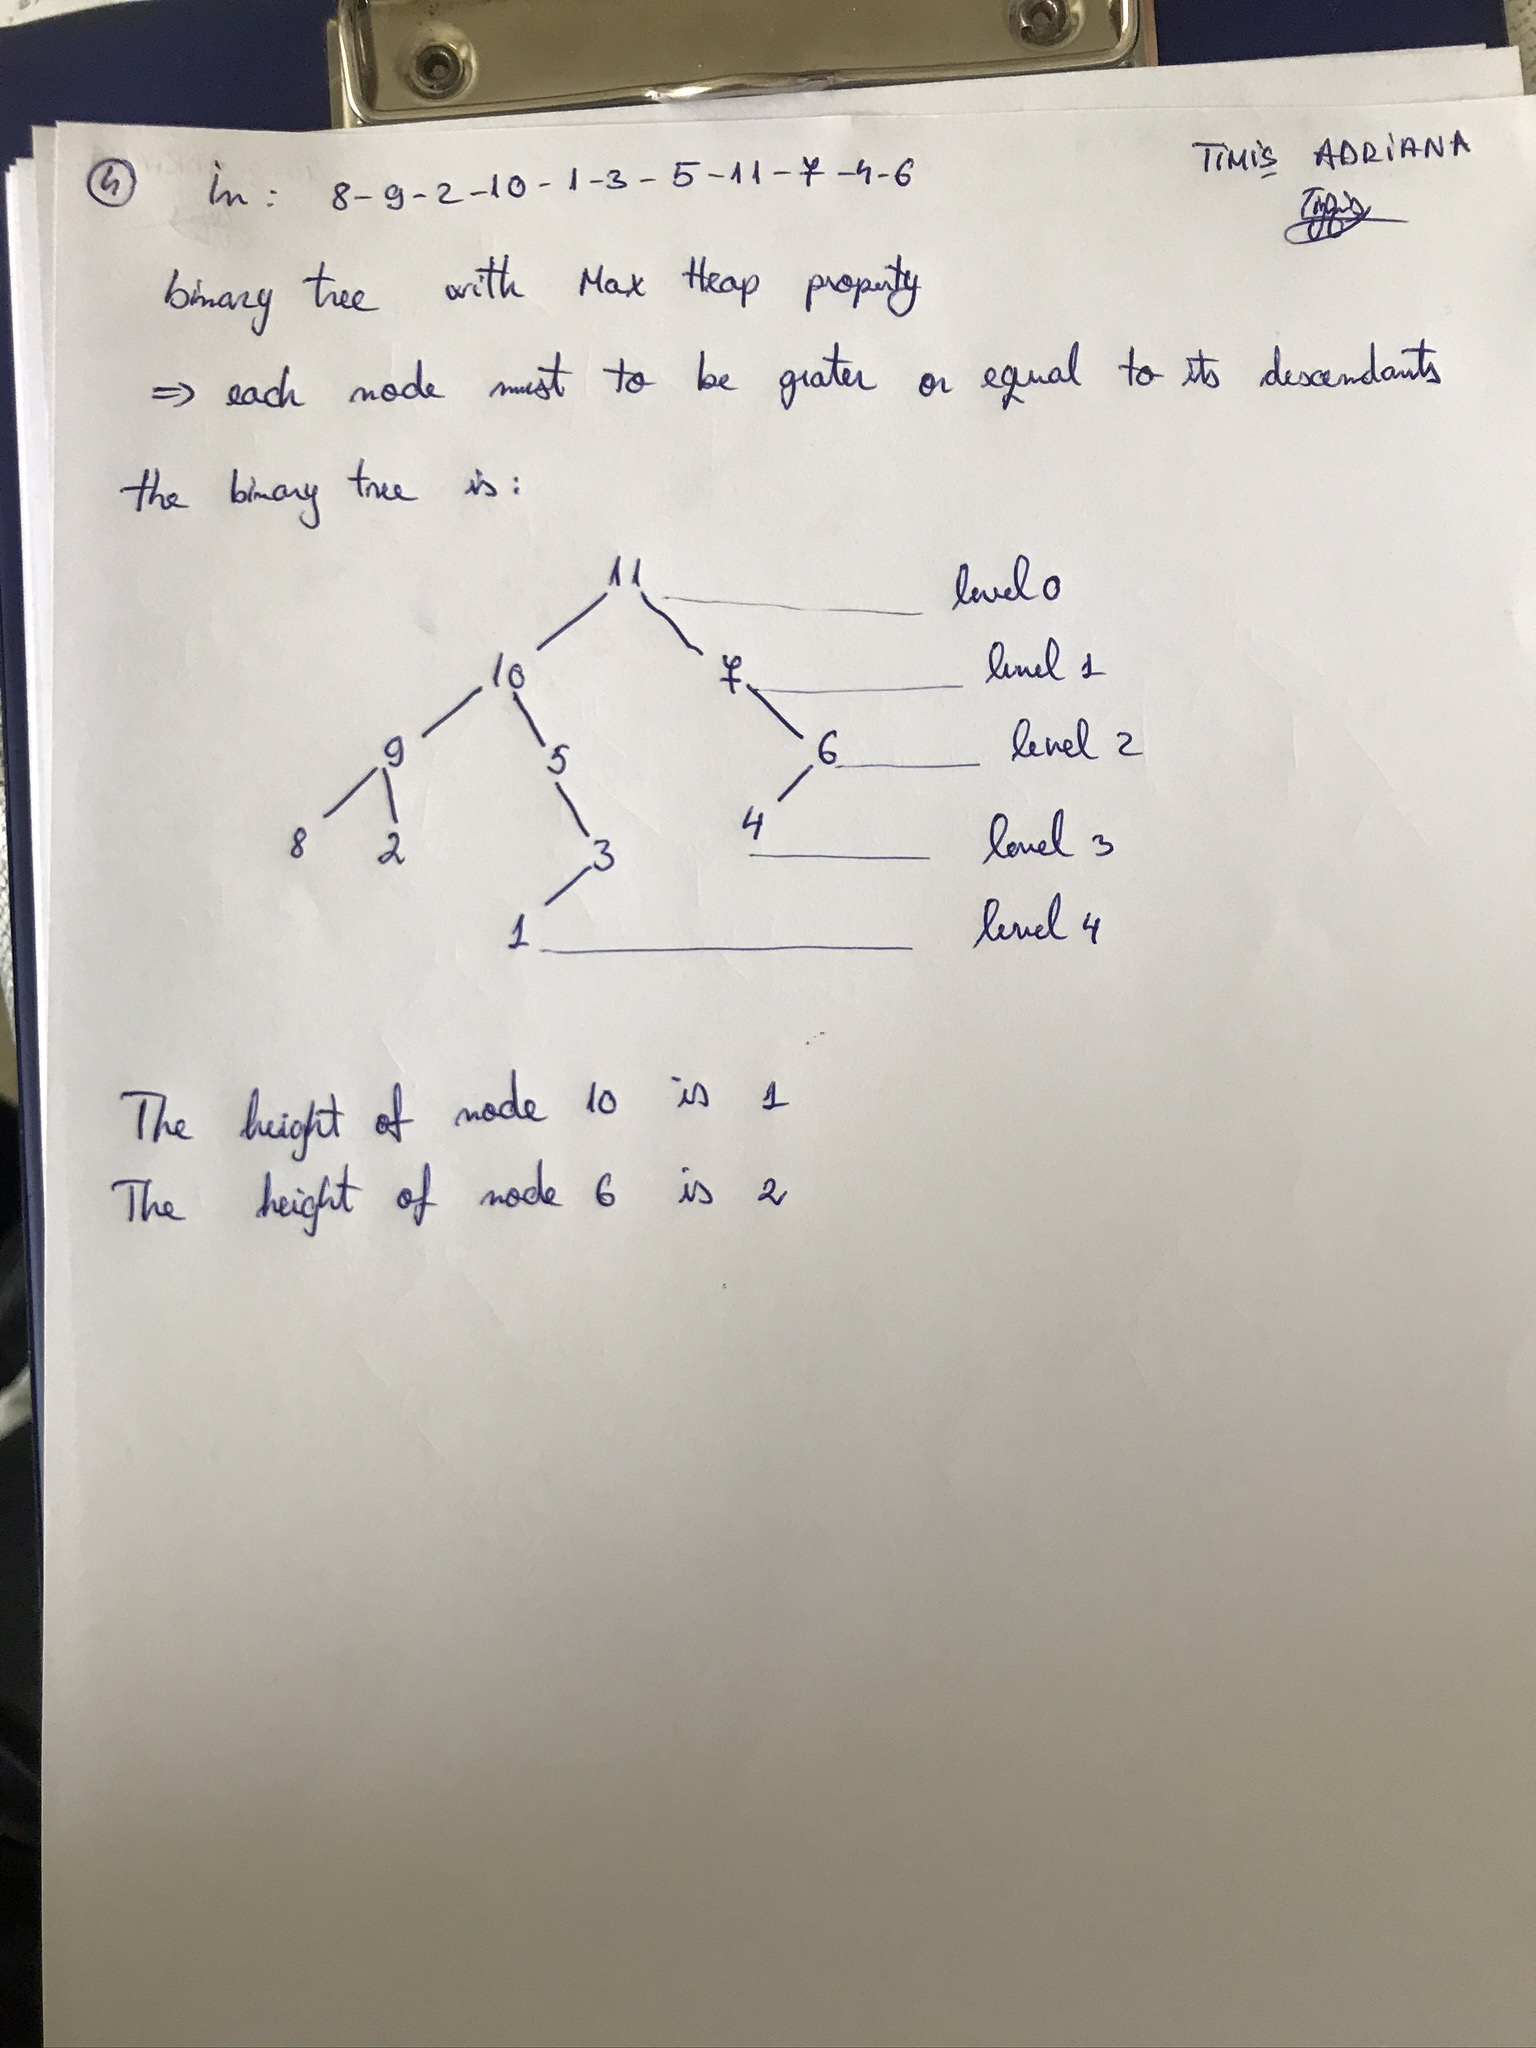 4 in: 8-9-2-10-1-3-5-11-7-4-6
TIMIȘ ADRIANA
binary tree with Max Heap property
=> each node must to be grater or equal to its descendants
the binary tree is:
11 level 0
10 7 level 1
9 5 6 level 2
8 2 3 4 level 3
1 level 4
The height of node 10 is 1
The height of node 6 is 2